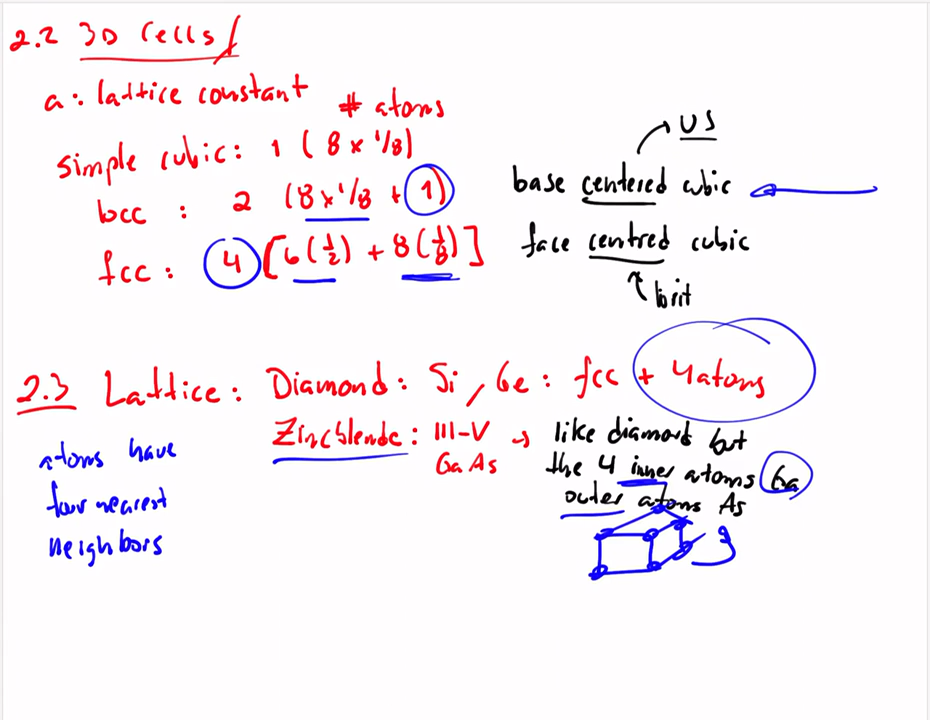 2.2 3D Cells
a: lattice constant
# atoms
simple cubic: 1 (8 x 1/8)
bcc : 2 (8 x 1/8 + 1)
fcc : 4 [6(1/2) + 8(1/8)]
US
base centered cubic
face centred cubic
brit
2.3 Lattice: Diamond: Si, Ge: fcc + 4 atoms
Zincblende: III-V → like diamond but
GaAs the 4 inner atoms Ga
outer atoms As
atoms have
four nearest
neighbors